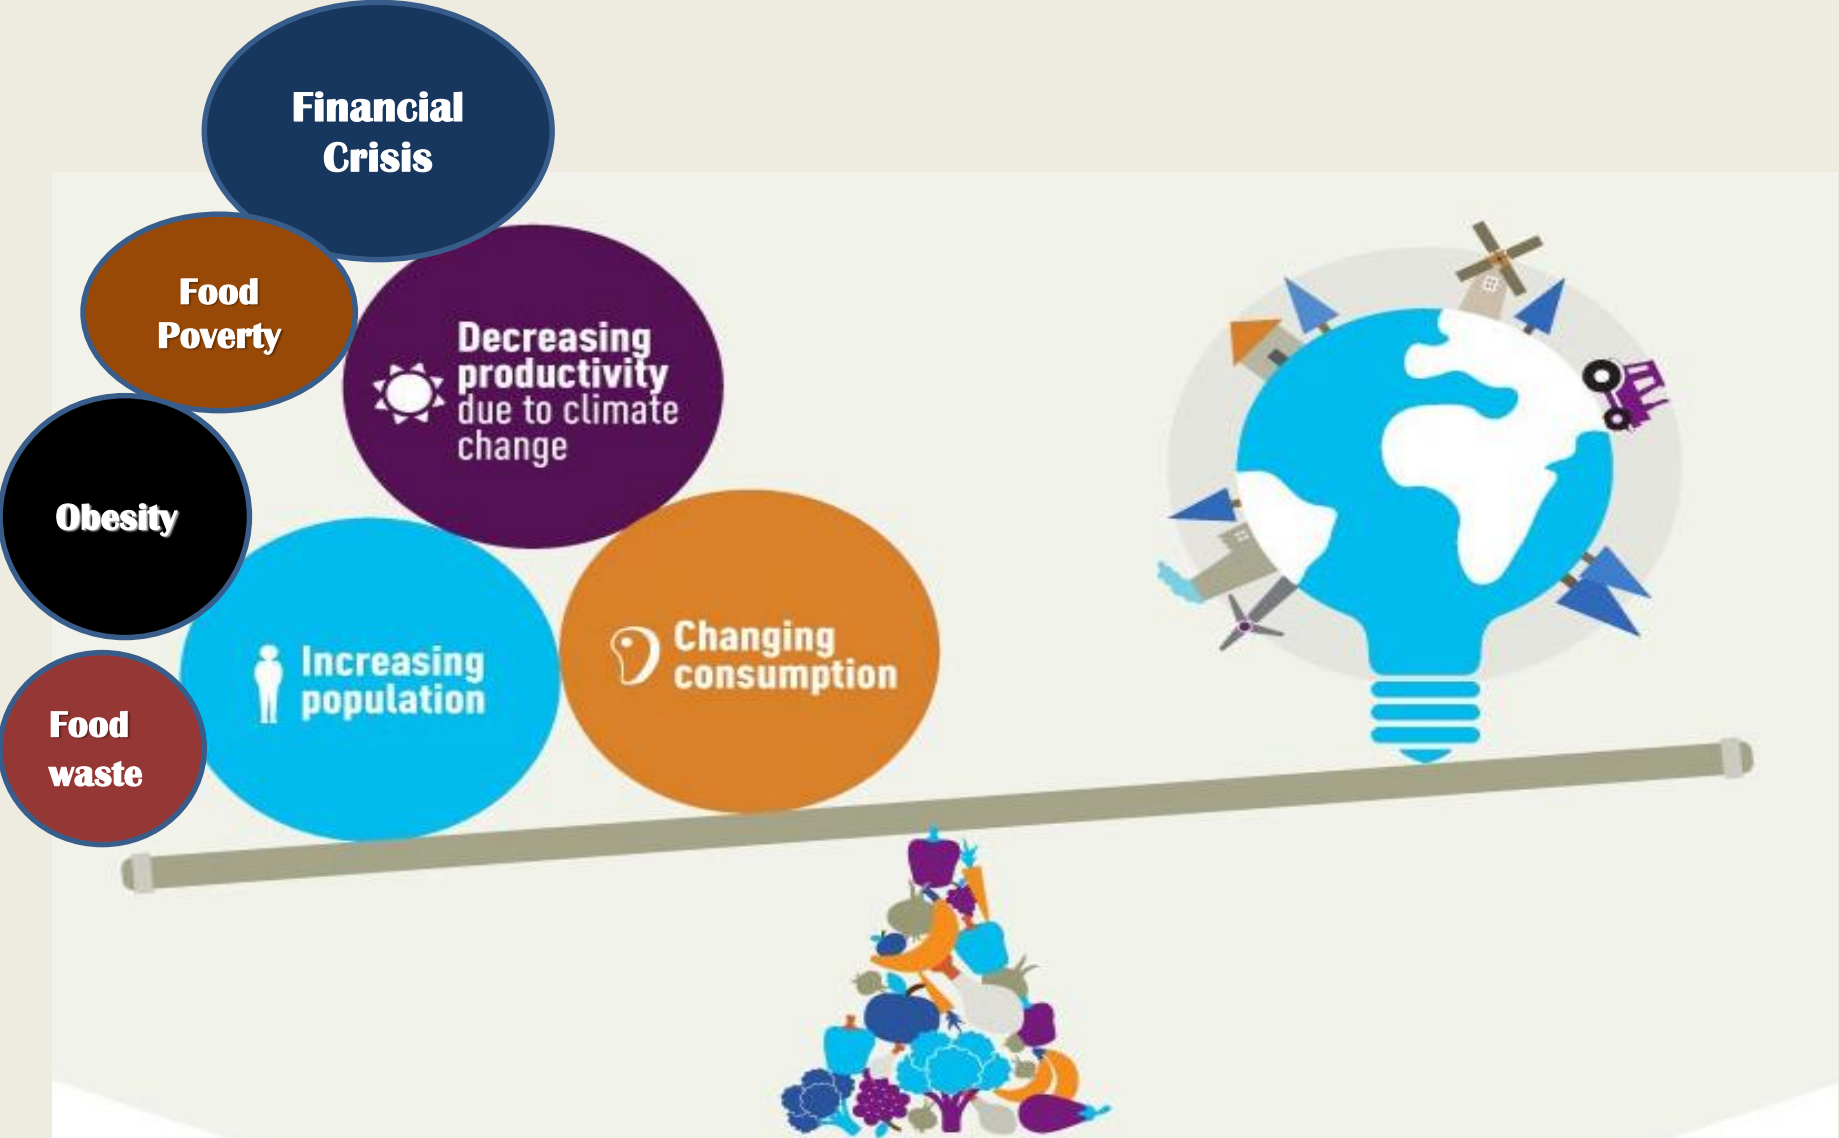 Financial
Crisis
Food
Poverty
Decreasing
productivity
due to climate
change
Obesity
Increasing
population
Changing
consumption
Food
waste